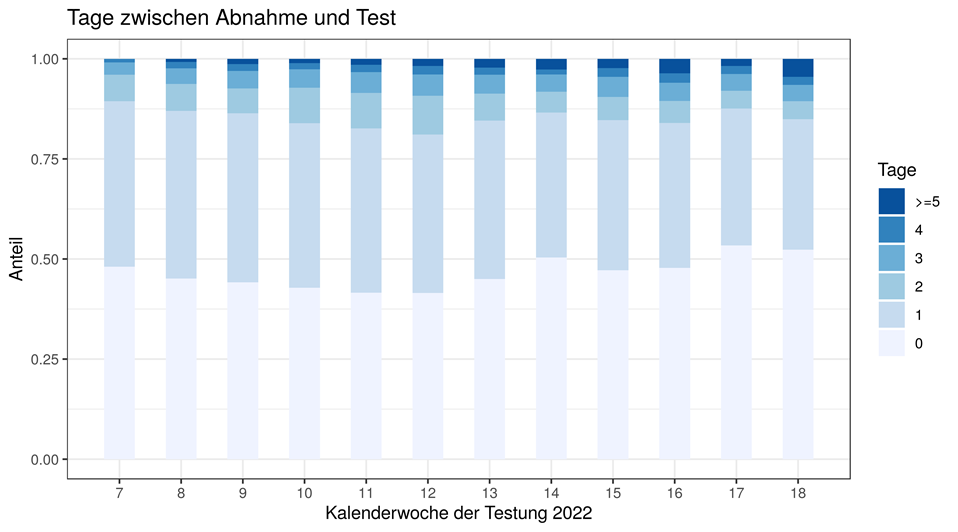 Tage zwischen Abnahme und Test
1.00
0.75
0.50
0.25
0.00
Anteil
7 8 9 10 11 12 13 14 15 16 17 18
Kalenderwoche der Testung 2022
Tage
>=5
4
3
2
1
0